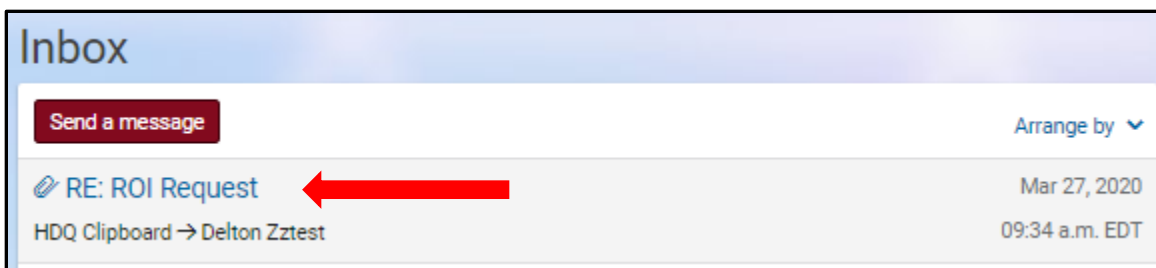 Inbox
Send a message
Arrange by
RE: ROI Request
Mar 27, 2020
HDQ Clipboard → Delton Zztest
09:34 a.m. EDT